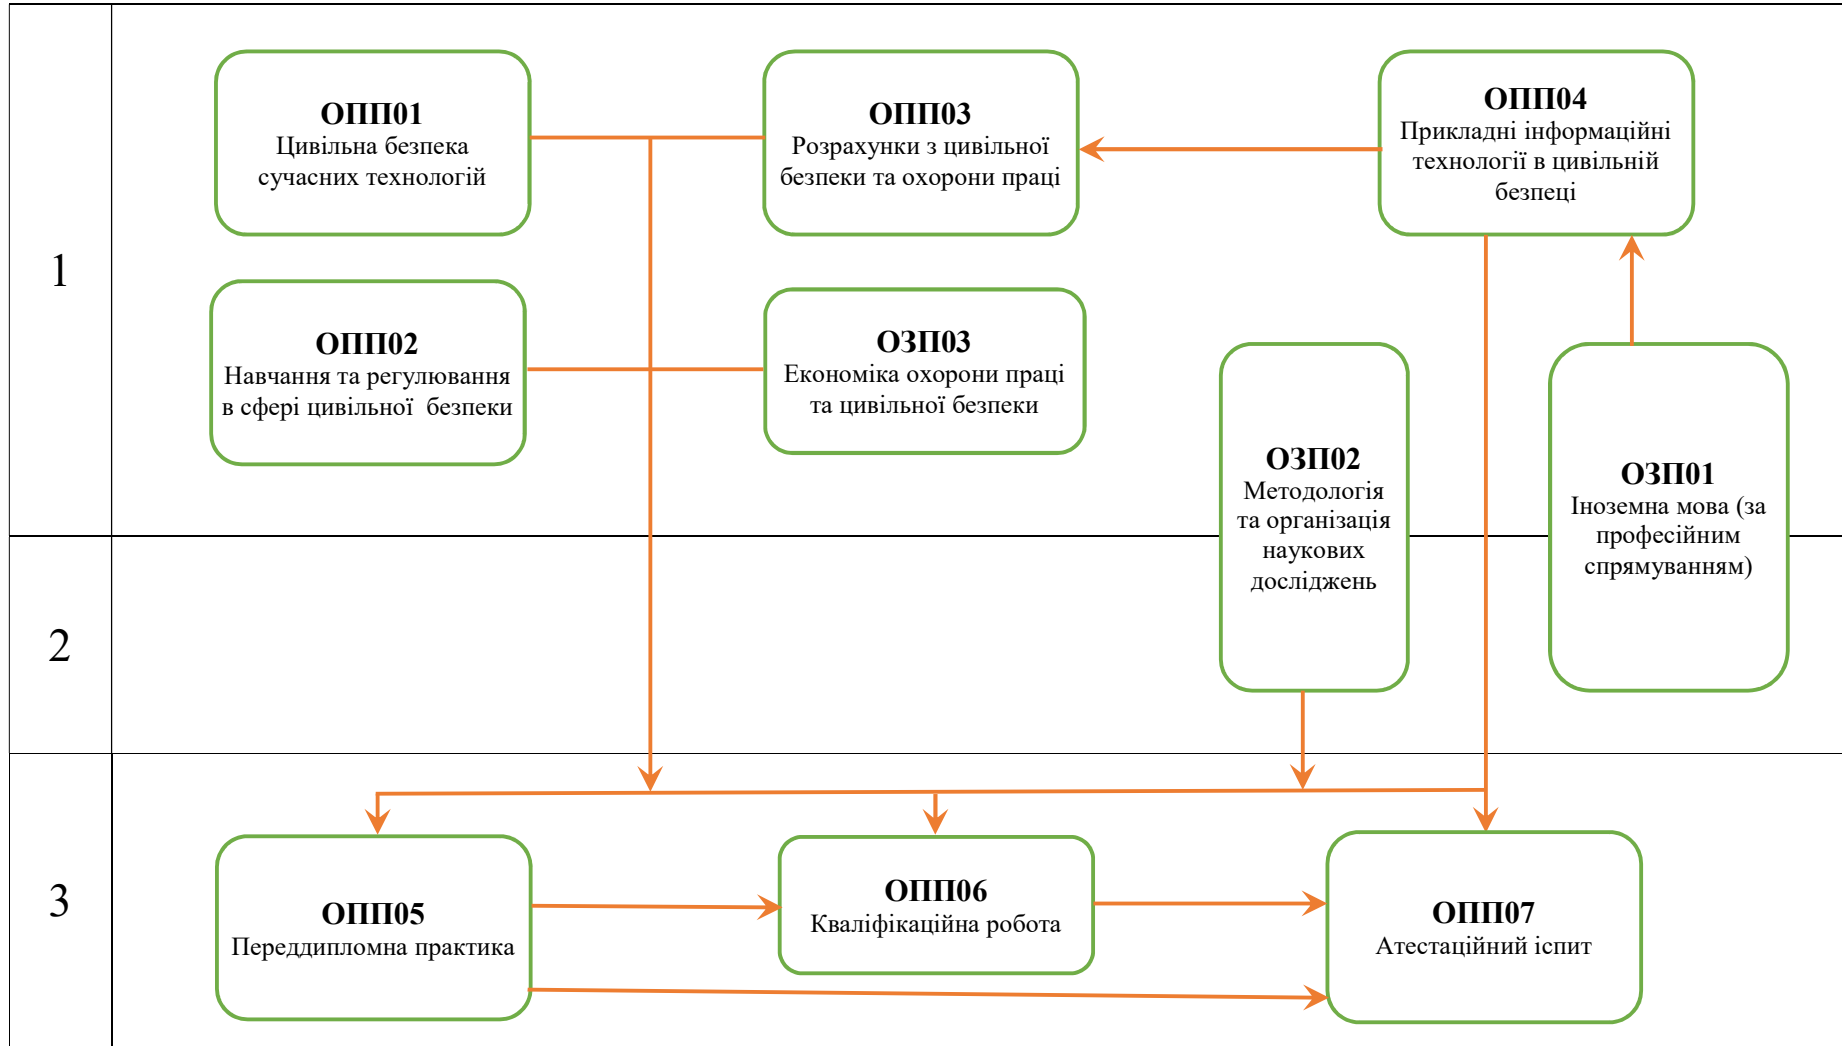 1
ОПП01
Цивільна безпека
сучасних технологій
ОПП03
Розрахунки з цивільної
безпеки та охорони праці
ОПП04
Прикладні інформаційні
технології в цивільній
безпеці
ОПП02
Навчання та регулювання
в сфері цивільної безпеки
ОЗП03
Економіка охорони праці
та цивільної безпеки
ОЗП02
Методологія
та організація
наукових
досліджень
ОЗП01
Іноземна мова (за
професійним
спрямуванням)
2
3
ОПП05
Переддипломна практика
ОПП06
Кваліфікаційна робота
ОПП07
Атестаційний іспит